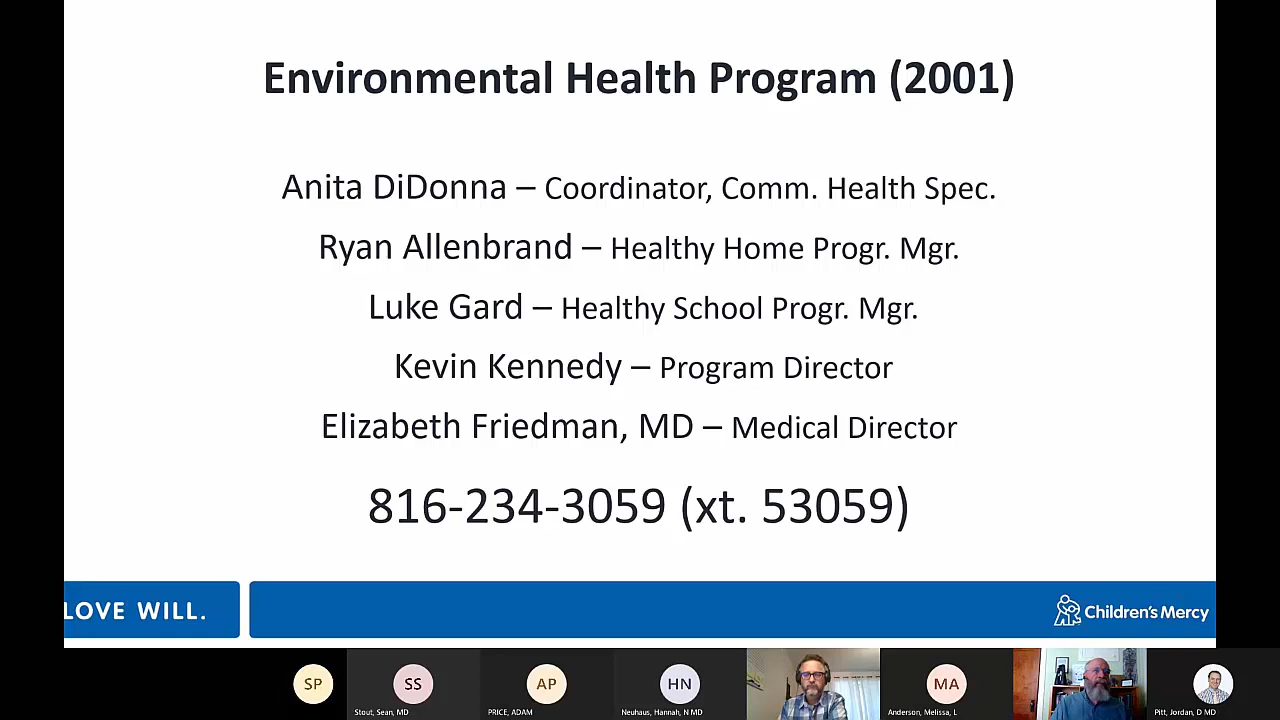 Environmental Health Program (2001)
Anita DiDonna – Coordinator, Comm. Health Spec.
Ryan Allenbrand – Healthy Home Progr. Mgr.
Luke Gard – Healthy School Progr. Mgr.
Kevin Kennedy – Program Director
Elizabeth Friedman, MD – Medical Director
816-234-3059 (xt. 53059)
LOVE WILL.
Children's Mercy
SP
SS
AP
HN
MA
Stout, Sean, MD
PRICE, ADAM
Neuhaus, Hannah, N MD
Anderson, Melissa, L
Pitt, Jordan, D MD